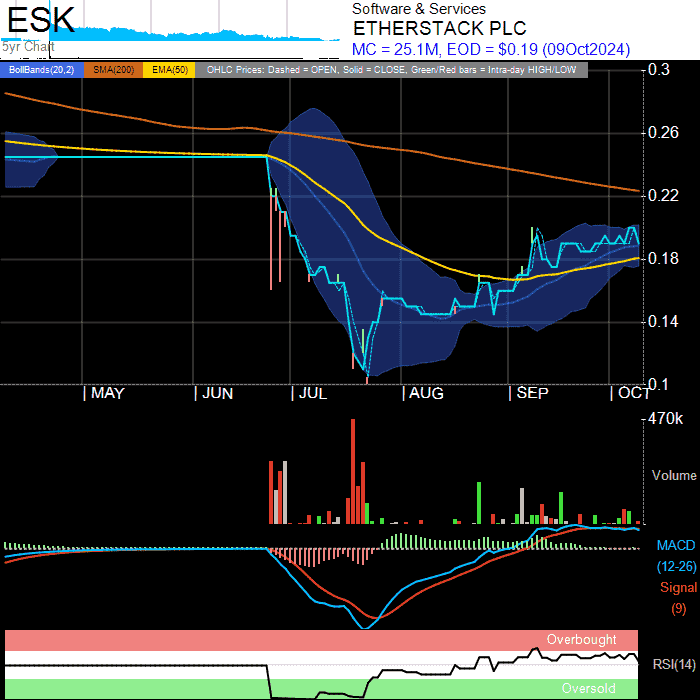 ESK
5yr Chart
Software & Services
ETHERSTACK PLC
MC = 25.1M, EOD = $0.19 (09Oct2024)
BollBands(20,2) SMA(200) EMA(50) OHLC Prices: Dashed = OPEN, Solid = CLOSE, Green/Red bars = Intra-day HIGH/LOW
0.3
0.26
0.22
0.18
0.14
0.1
MAY JUN JUL AUG SEP OCT
470k
Volume
MACD
(12-26)
Signal
(9)
Overbought
RSI(14)
Oversold